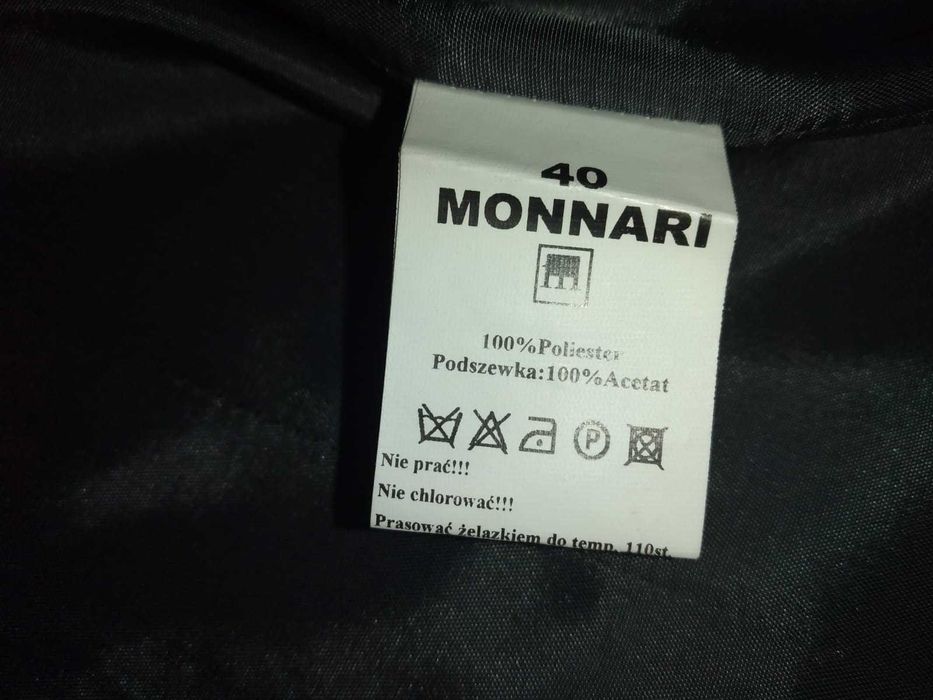 40
MONNARI
100%Poliester
Podszewka:100%Acetat
P
Nie prać!!!
Nie chlorować!!!
Prasować żelazkiem do temp. 110st.